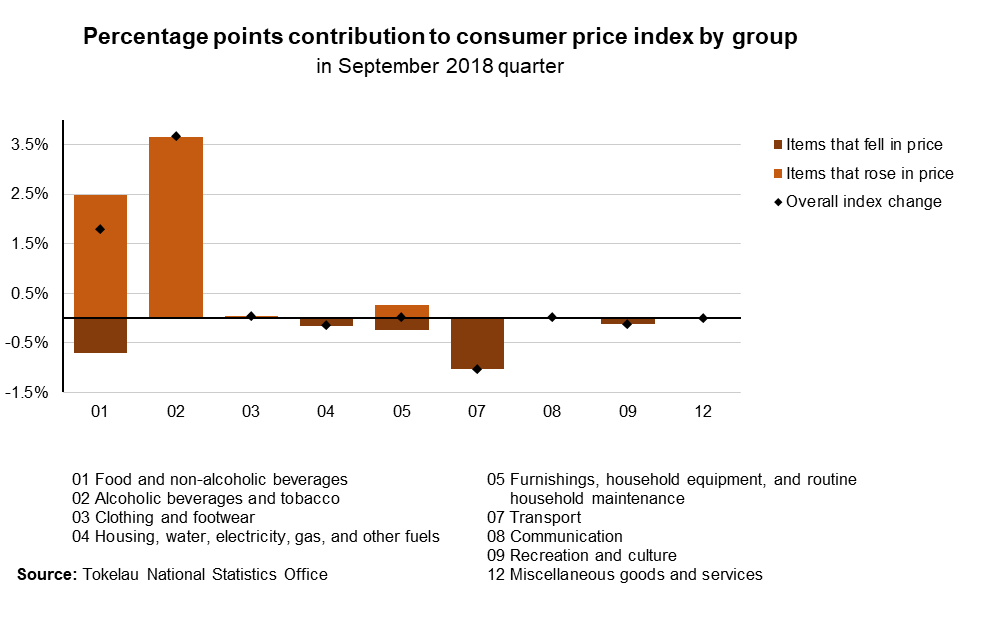 Percentage points contribution to consumer price index by group
in September 2018 quarter
3.5%
2.5%
1.5%
0.5%
-0.5%
-1.5%
01 02 03 04 05 07 08 09 12
Items that fell in price
Items that rose in price
Overall index change
01 Food and non-alcoholic beverages
02 Alcoholic beverages and tobacco
03 Clothing and footwear
04 Housing, water, electricity, gas, and other fuels
05 Furnishings, household equipment, and routine
household maintenance
07 Transport
08 Communication
09 Recreation and culture
12 Miscellaneous goods and services
Source: Tokelau National Statistics Office